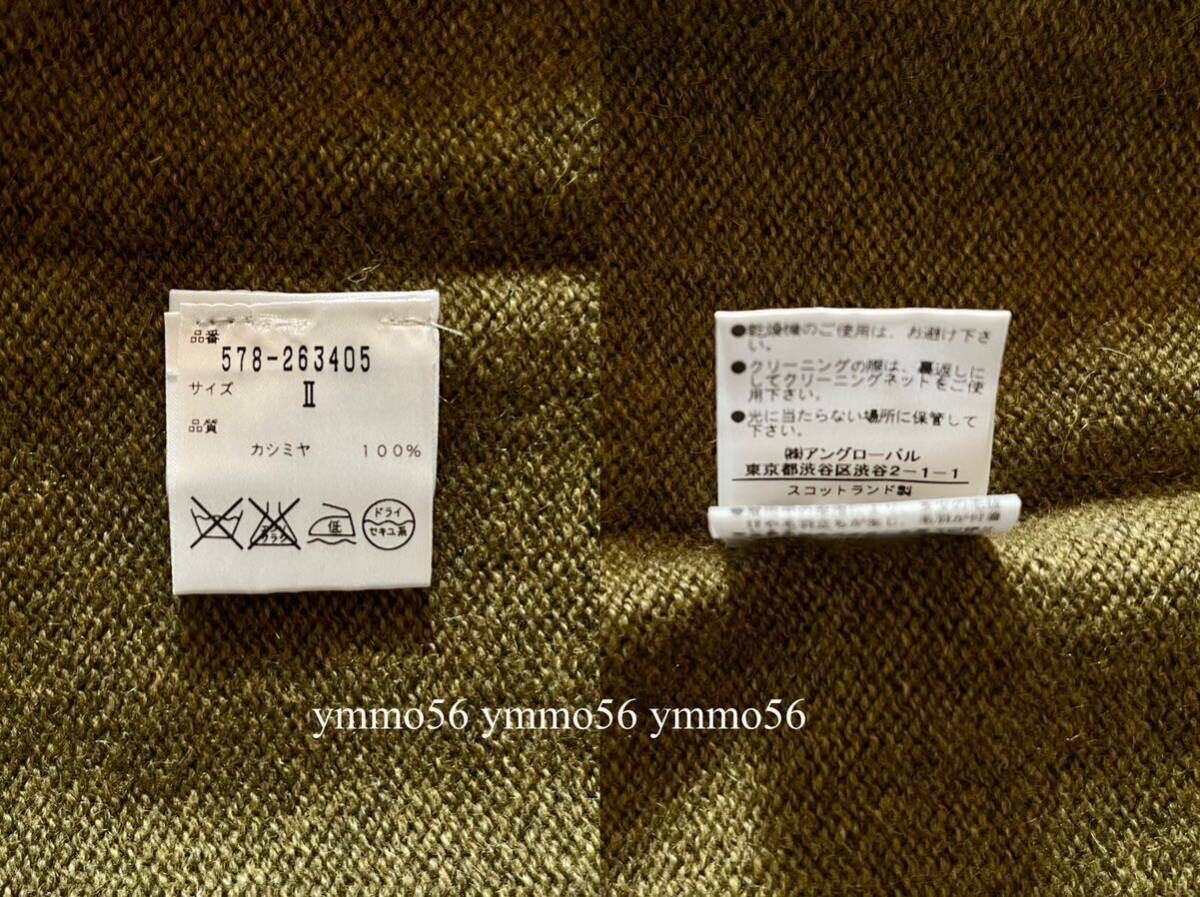 品番
578-263405
サイズ
II
品質
カシミヤ 100%
エンソ
サラシ
低
ドライ
セキユ系
●乾燥機のご使用は、お避け下さ
い。
●クリーニングの際は、裏返しに
してクリーニングネットをご使
用下さい。
●光に当たらない場所に保管して
下さい。
㈱アングローバル
東京都渋谷区渋谷2-1-1
スコットランド製
ymmo56 ymmo56 ymmo56